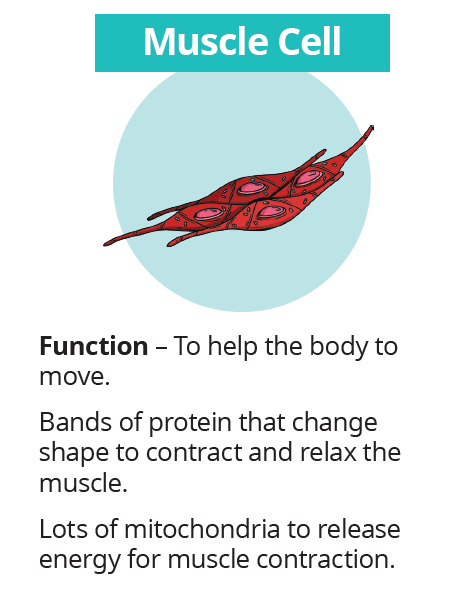 Muscle Cell
Function – To help the body to
move.
Bands of protein that change
shape to contract and relax the
muscle.
Lots of mitochondria to release
energy for muscle contraction.